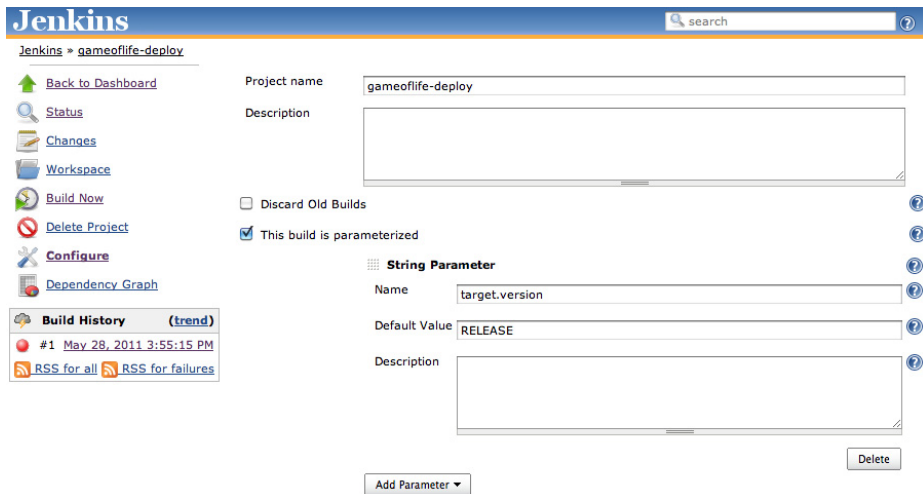 Jenkins
search
Jenkins » gameoflife-deploy
Back to Dashboard
Status
Changes
Workspace
Build Now
Delete Project
Configure
Dependency Graph
Build History (trend)
#1 May 28, 2011 3:55:15 PM
RSS for all RSS for failures
Project name gameoflife-deploy
Description
Discard Old Builds
This build is parameterized
String Parameter
Name target.version
Default Value RELEASE
Description
Delete
Add Parameter